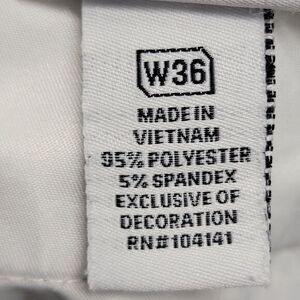 W36
MADE IN
VIETNAM
95% POLYESTER
5% SPANDEX
EXCLUSIVE OF
DECORATION
RN#104141